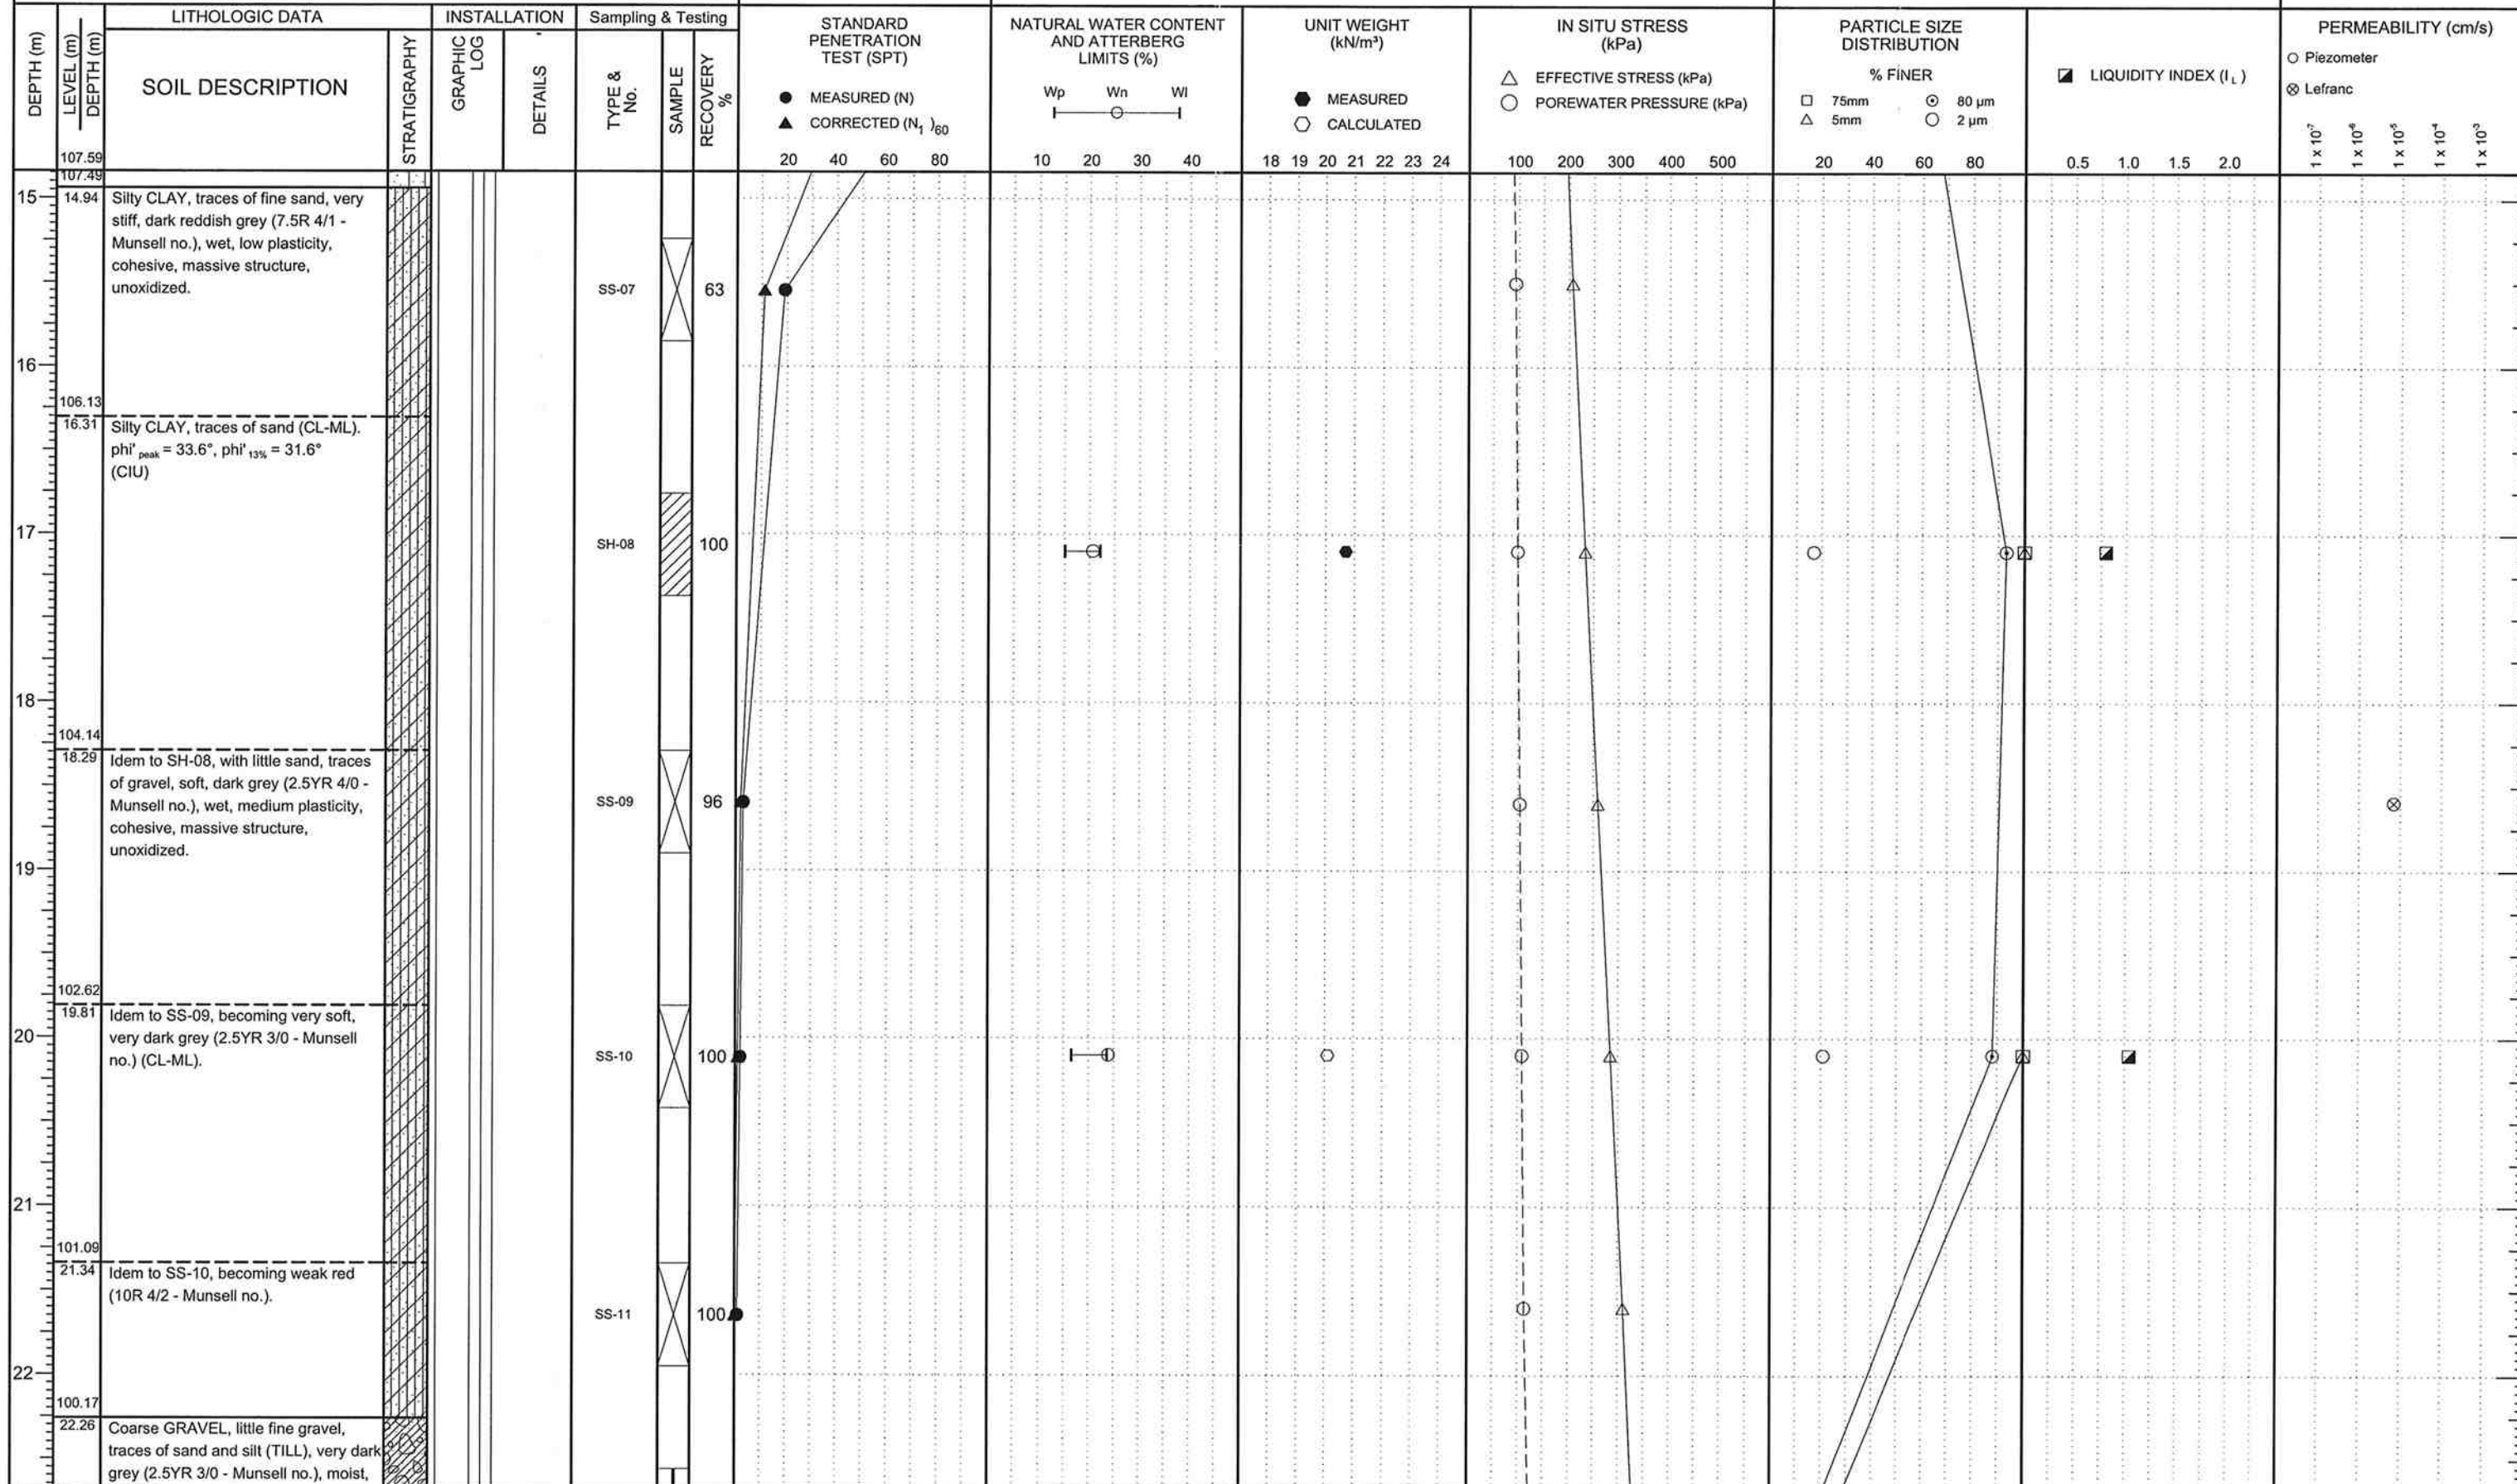 LITHOLOGIC DATA
INSTALLATION
Sampling & Testing
DEPTH (m)
LEVEL (m)
DEPTH (m)
SOIL DESCRIPTION
STRATIGRAPHY
GRAPHIC
LOG
DETAILS
TYPE &
No.
SAMPLE
RECOVERY
%
STANDARD
PENETRATION
TEST (SPT)
MEASURED (N)
CORRECTED (N1)60
20 40 60 80
NATURAL WATER CONTENT
AND ATTERBERG
LIMITS (%)
Wp Wn Wl
10 20 30 40
UNIT WEIGHT
(kN/m³)
MEASURED
CALCULATED
18 19 20 21 22 23 24
IN SITU STRESS
(kPa)
EFFECTIVE STRESS (kPa)
POREWATER PRESSURE (kPa)
100 200 300 400 500
PARTICLE SIZE
DISTRIBUTION
% FINER
75mm 80 µm
5mm 2 µm
20 40 60 80
LIQUIDITY INDEX (IL)
0.5 1.0 1.5 2.0
PERMEABILITY (cm/s)
Piezometer
Lefranc
1 x 10⁻⁷
1 x 10⁻⁶
1 x 10⁻⁵
1 x 10⁻⁴
1 x 10⁻³
107.59
107.49
15
14.94
Silty CLAY, traces of fine sand, very
stiff, dark reddish grey (7.5R 4/1 -
Munsell no.), wet, low plasticity,
cohesive, massive structure,
unoxidized.
SS-07
63
16
106.13
16.31
Silty CLAY, traces of sand (CL-ML).
phi' peak = 33.6°, phi' 13% = 31.6°
(CIU)
17
SH-08
100
18
104.14
18.29
Idem to SH-08, with little sand, traces
of gravel, soft, dark grey (2.5YR 4/0 -
Munsell no.), wet, medium plasticity,
cohesive, massive structure,
unoxidized.
SS-09
96
19
102.62
19.81
Idem to SS-09, becoming very soft,
very dark grey (2.5YR 3/0 - Munsell
no.) (CL-ML).
20
SS-10
100
21
101.09
21.34
Idem to SS-10, becoming weak red
(10R 4/2 - Munsell no.).
SS-11
100
22
100.17
22.26
Coarse GRAVEL, little fine gravel,
traces of sand and silt (TILL), very dark
grey (2.5YR 3/0 - Munsell no.), moist,